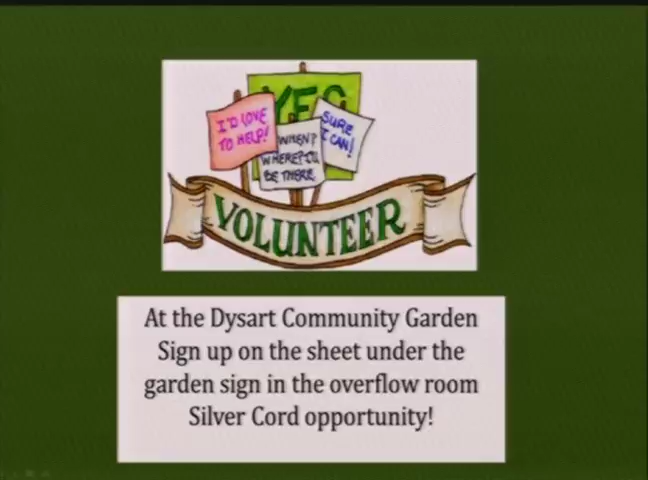 YES
I'D LOVE
TO HELP!
SURE
I CAN!
WHEN?
WHERE? I'LL
BE THERE.
VOLUNTEER
At the Dysart Community Garden
Sign up on the sheet under the
garden sign in the overflow room
Silver Cord opportunity!